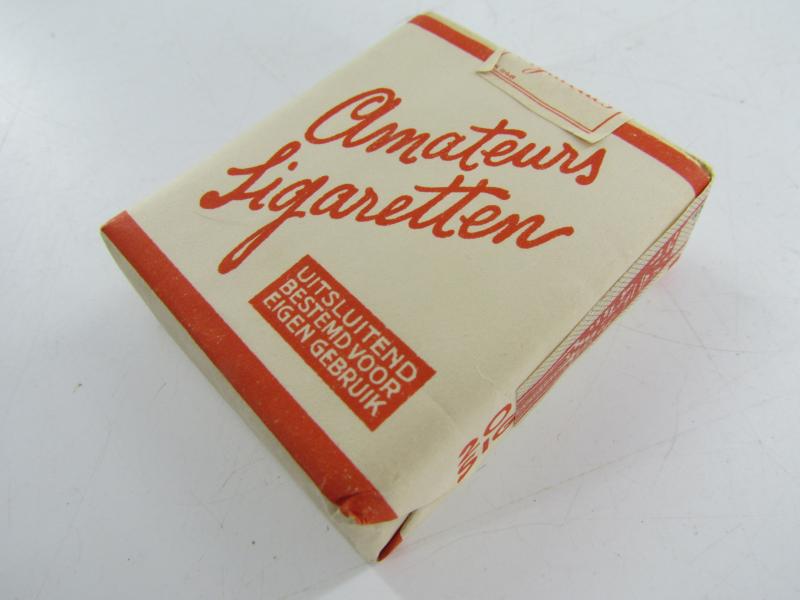 Amateurs
Sigaretten
UITSLUITEND
BESTEMD VOOR
EIGEN GEBRUIK